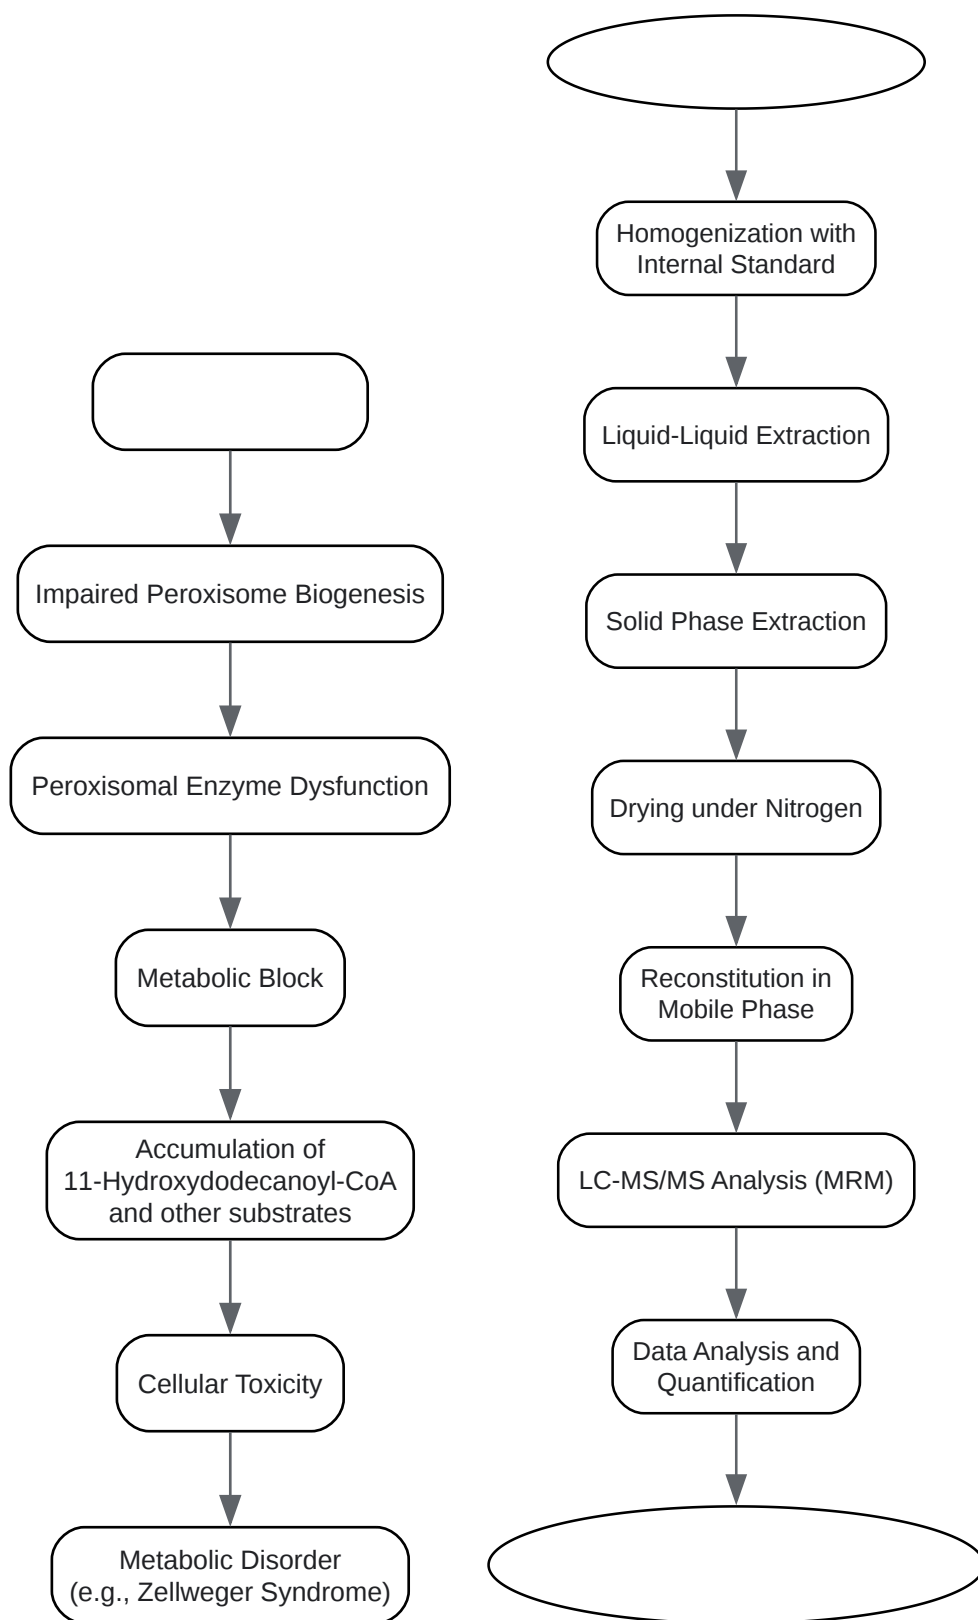 Impaired Peroxisome Biogenesis
Peroxisomal Enzyme Dysfunction
Metabolic Block
Accumulation of
11-Hydroxydodecanoyl-CoA
and other substrates
Cellular Toxicity
Metabolic Disorder
(e.g., Zellweger Syndrome)
Homogenization with
Internal Standard
Liquid-Liquid Extraction
Solid Phase Extraction
Drying under Nitrogen
Reconstitution in
Mobile Phase
LC-MS/MS Analysis (MRM)
Data Analysis and
Quantification